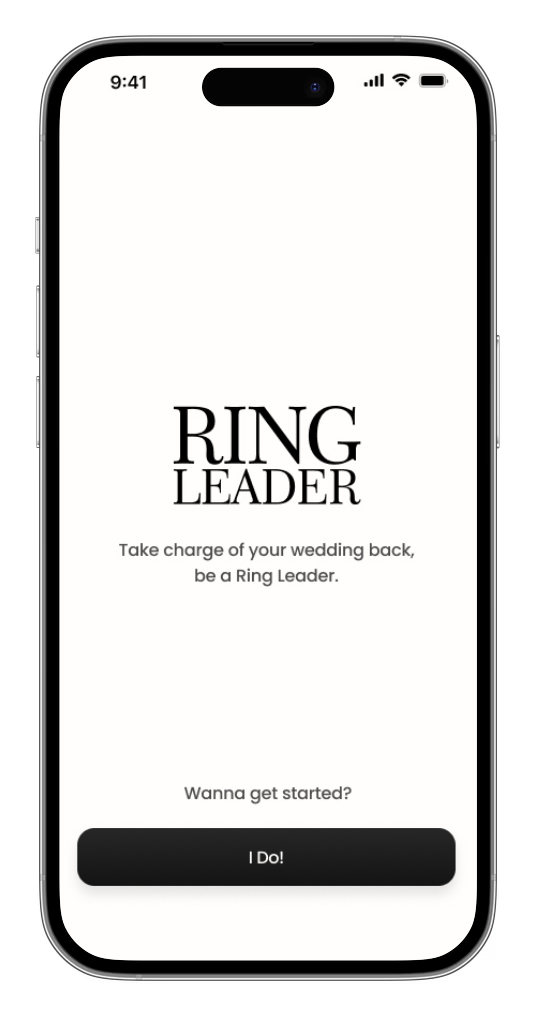 9:41
RING
LEADER
Take charge of your wedding back,
be a Ring Leader.
Wanna get started?
I Do!